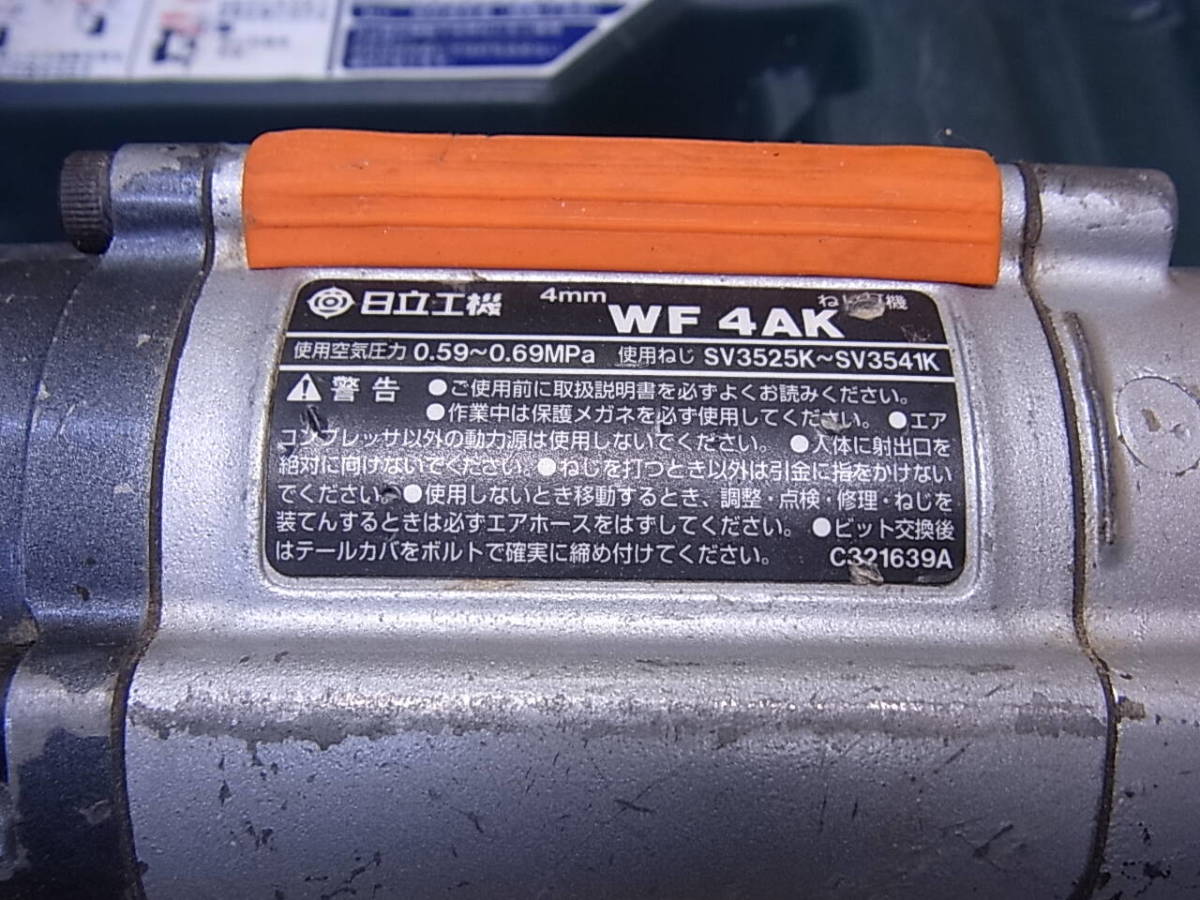 日立工機 4mm WF 4AK ね 機
使用空気圧力 0.59～0.69MPa 使用ねじ SV3525K～SV3541K
⚠警告 ●ご使用前に取扱説明書を必ずよくお読みください。
●作業中は保護メガネを必ず使用してください。 ●エア
コンプレッサ以外の動力源は使用しないでください。 ●人体に射出口を
絶対に向けないでください。●ねじを打つとき以外は引金に指をかけない
でください。●使用しないとき移動するとき、調整・点検・修理・ねじを
装てんするときは必ずエアホースをはずしてください。 ●ビット交換後
はテールカバをボルトで確実に締め付けてください。 C321639A